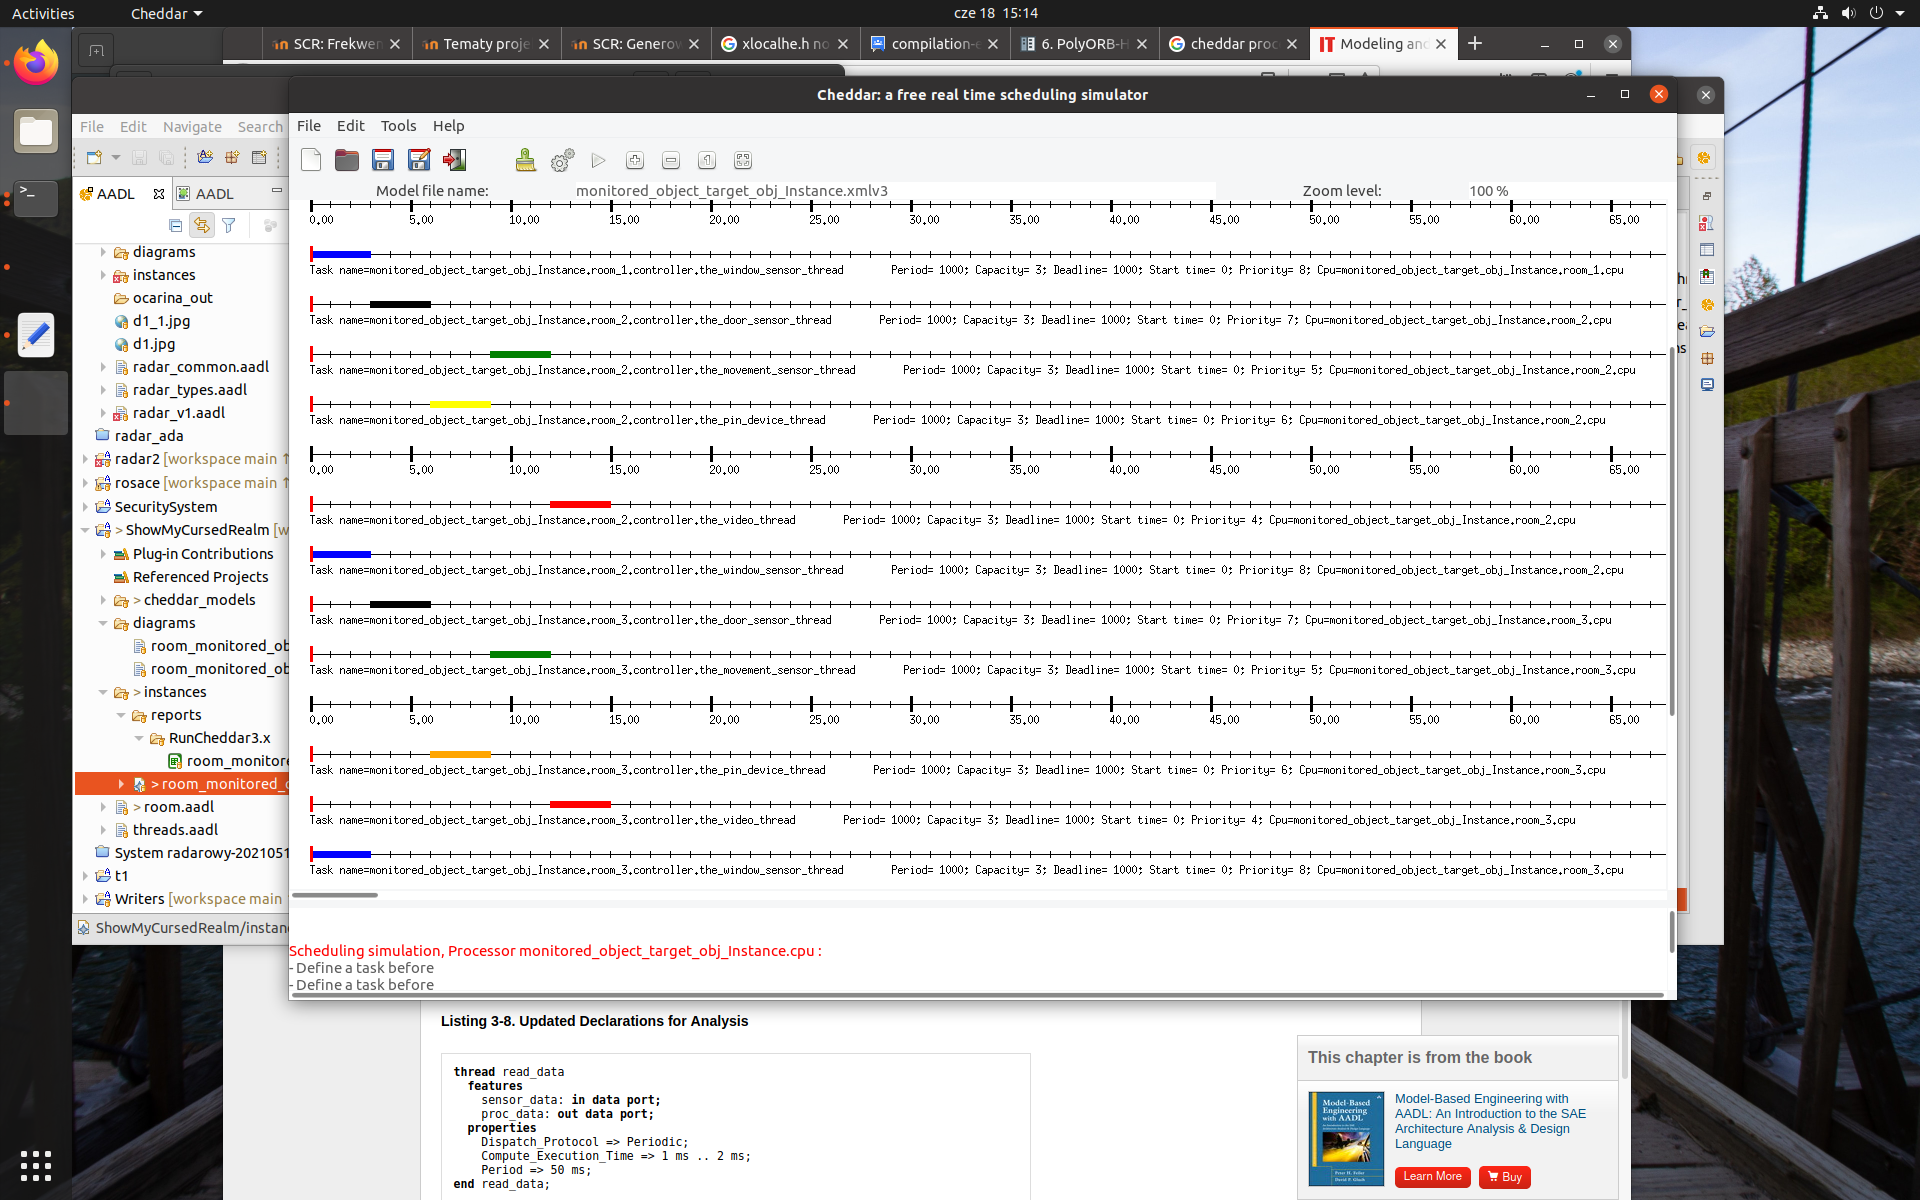 Activities
Cheddar
cze 18 15:14
SCR: Frekwen
Tematy proje
SCR: Generow
xlocalhe.h no
compilation-e
6. PolyORB-H
cheddar proc
Modeling and
Cheddar: a free real time scheduling simulator
File Edit Navigate Search
File Edit Tools Help
Model file name: monitored_object_target_obj_Instance.xmlv3 Zoom level: 100 %
AADL
AADL
diagrams
instances
ocarina_out
d1_1.jpg
d1.jpg
radar_common.aadl
radar_types.aadl
radar_v1.aadl
radar_ada
radar2 [workspace main ↑
rosace [workspace main ↑
SecuritySystem
> ShowMyCursedRealm [w
Plug-in Contributions
Referenced Projects
> cheddar_models
diagrams
room_monitored_ob
room_monitored_ob
> instances
reports
RunCheddar3.x
room_monitore
> room_monitored_o
> room.aadl
threads.aadl
System radarowy-2021051
t1
Writers [workspace main
ShowMyCursedRealm/instan
0.00 5.00 10.00 15.00 20.00 25.00 30.00 35.00 40.00 45.00 50.00 55.00 60.00 65.00
Task name=monitored_object_target_obj_Instance.room_1.controller.the_window_sensor_thread Period= 1000; Capacity= 3; Deadline= 1000; Start time= 0; Priority= 8; Cpu=monitored_object_target_obj_Instance.room_1.cpu
Task name=monitored_object_target_obj_Instance.room_2.controller.the_door_sensor_thread Period= 1000; Capacity= 3; Deadline= 1000; Start time= 0; Priority= 7; Cpu=monitored_object_target_obj_Instance.room_2.cpu
Task name=monitored_object_target_obj_Instance.room_2.controller.the_movement_sensor_thread Period= 1000; Capacity= 3; Deadline= 1000; Start time= 0; Priority= 5; Cpu=monitored_object_target_obj_Instance.room_2.cpu
Task name=monitored_object_target_obj_Instance.room_2.controller.the_pin_device_thread Period= 1000; Capacity= 3; Deadline= 1000; Start time= 0; Priority= 6; Cpu=monitored_object_target_obj_Instance.room_2.cpu
0.00 5.00 10.00 15.00 20.00 25.00 30.00 35.00 40.00 45.00 50.00 55.00 60.00 65.00
Task name=monitored_object_target_obj_Instance.room_2.controller.the_video_thread Period= 1000; Capacity= 3; Deadline= 1000; Start time= 0; Priority= 4; Cpu=monitored_object_target_obj_Instance.room_2.cpu
Task name=monitored_object_target_obj_Instance.room_2.controller.the_window_sensor_thread Period= 1000; Capacity= 3; Deadline= 1000; Start time= 0; Priority= 8; Cpu=monitored_object_target_obj_Instance.room_2.cpu
Task name=monitored_object_target_obj_Instance.room_3.controller.the_door_sensor_thread Period= 1000; Capacity= 3; Deadline= 1000; Start time= 0; Priority= 7; Cpu=monitored_object_target_obj_Instance.room_3.cpu
Task name=monitored_object_target_obj_Instance.room_3.controller.the_movement_sensor_thread Period= 1000; Capacity= 3; Deadline= 1000; Start time= 0; Priority= 5; Cpu=monitored_object_target_obj_Instance.room_3.cpu
0.00 5.00 10.00 15.00 20.00 25.00 30.00 35.00 40.00 45.00 50.00 55.00 60.00 65.00
Task name=monitored_object_target_obj_Instance.room_3.controller.the_pin_device_thread Period= 1000; Capacity= 3; Deadline= 1000; Start time= 0; Priority= 6; Cpu=monitored_object_target_obj_Instance.room_3.cpu
Task name=monitored_object_target_obj_Instance.room_3.controller.the_video_thread Period= 1000; Capacity= 3; Deadline= 1000; Start time= 0; Priority= 4; Cpu=monitored_object_target_obj_Instance.room_3.cpu
Task name=monitored_object_target_obj_Instance.room_3.controller.the_window_sensor_thread Period= 1000; Capacity= 3; Deadline= 1000; Start time= 0; Priority= 8; Cpu=monitored_object_target_obj_Instance.room_3.cpu
Scheduling simulation, Processor monitored_object_target_obj_Instance.cpu :
- Define a task before
- Define a task before
Listing 3-8. Updated Declarations for Analysis
thread read_data
features
sensor_data: in data port;
proc_data: out data port;
properties
Dispatch_Protocol => Periodic;
Compute_Execution_Time => 1 ms .. 2 ms;
Period => 50 ms;
end read_data;
This chapter is from the book
Model-Based Engineering with AADL
Model-Based Engineering with
AADL: An Introduction to the SAE
Architecture Analysis & Design
Language
Learn More
Buy